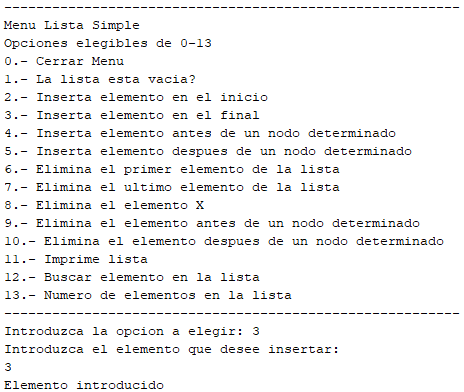 ----------------------------------------------------------
Menu Lista Simple
Opciones elegibles de 0-13
0.- Cerrar Menu
1.- La lista esta vacia?
2.- Inserta elemento en el inicio
3.- Inserta elemento en el final
4.- Inserta elemento antes de un nodo determinado
5.- Inserta elemento despues de un nodo determinado
6.- Elimina el primer elemento de la lista
7.- Elimina el ultimo elemento de la lista
8.- Elimina el elemento X
9.- Elimina el elemento antes de un nodo determinado
10.- Elimina el elemento despues de un nodo determinado
11.- Imprime lista
12.- Buscar elemento en la lista
13.- Numero de elementos en la lista
----------------------------------------------------------
Introduzca la opcion a elegir: 3
Introduzca el elemento que desee insertar:
3
Elemento introducido